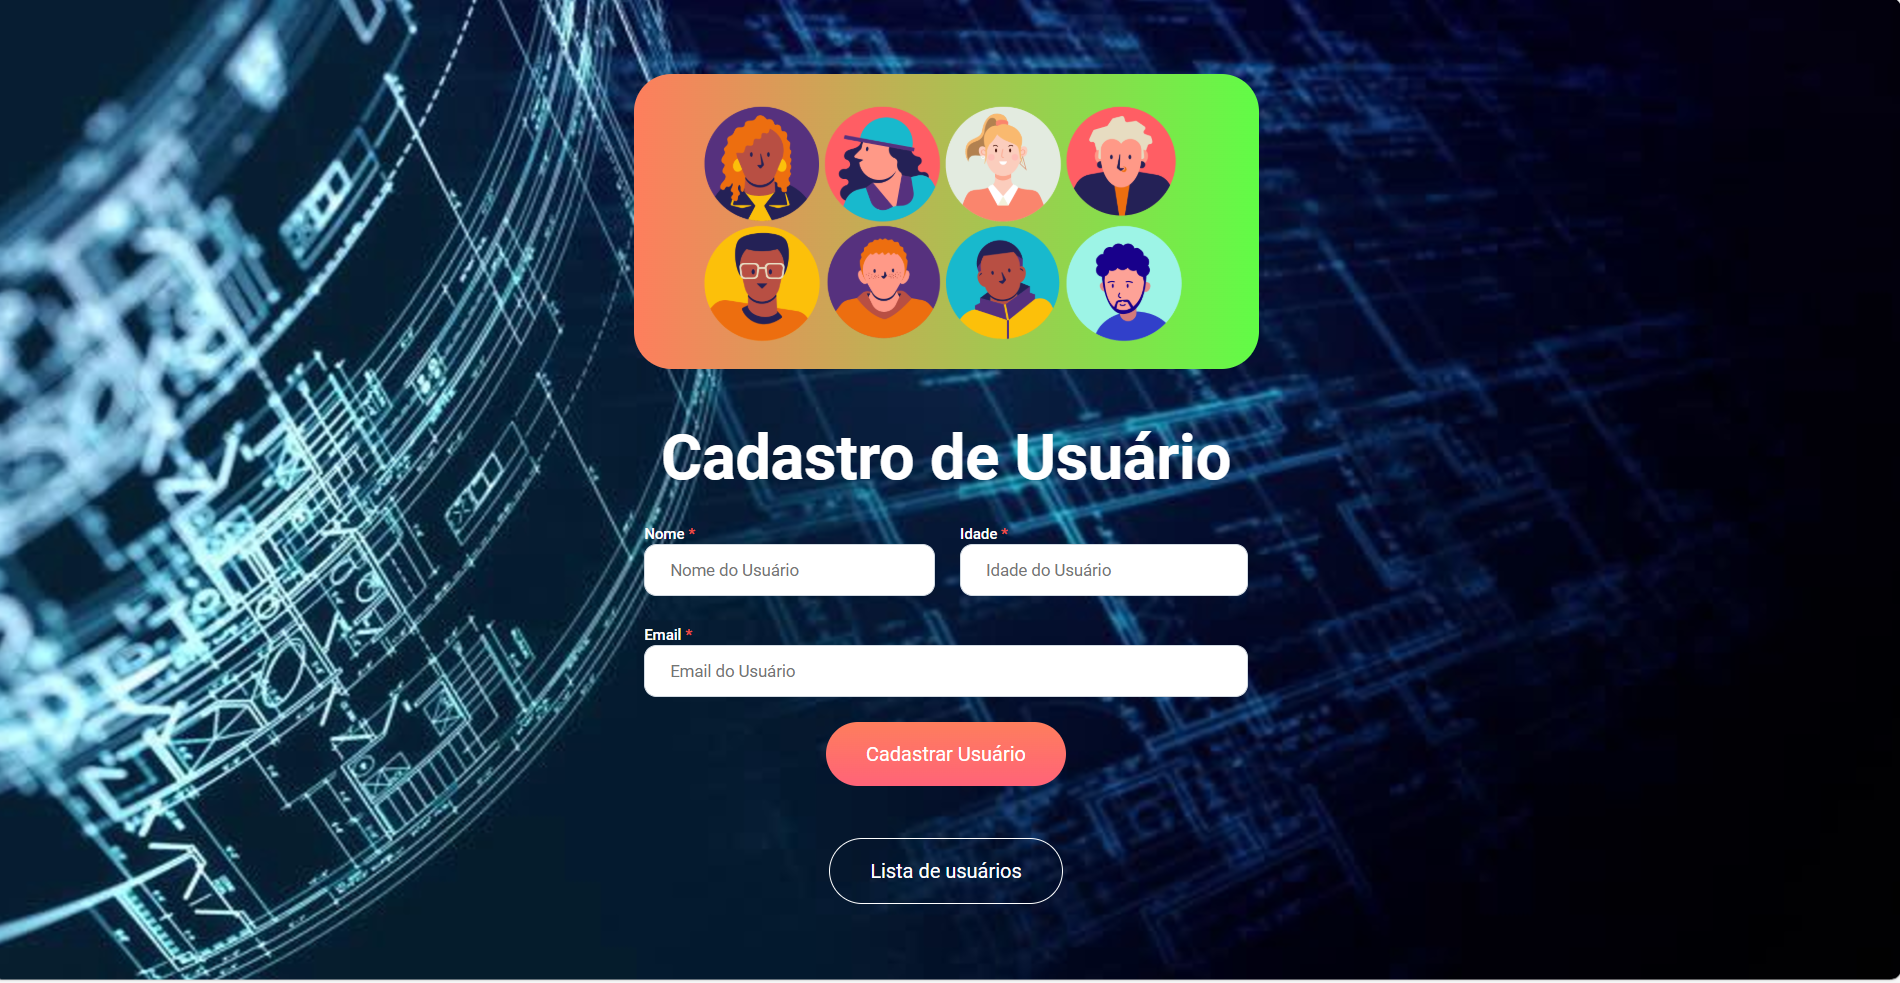 Cadastro de Usuário
Nome * Idade *
Nome do Usuário Idade do Usuário
Email *
Email do Usuário
Cadastrar Usuário
Lista de usuários